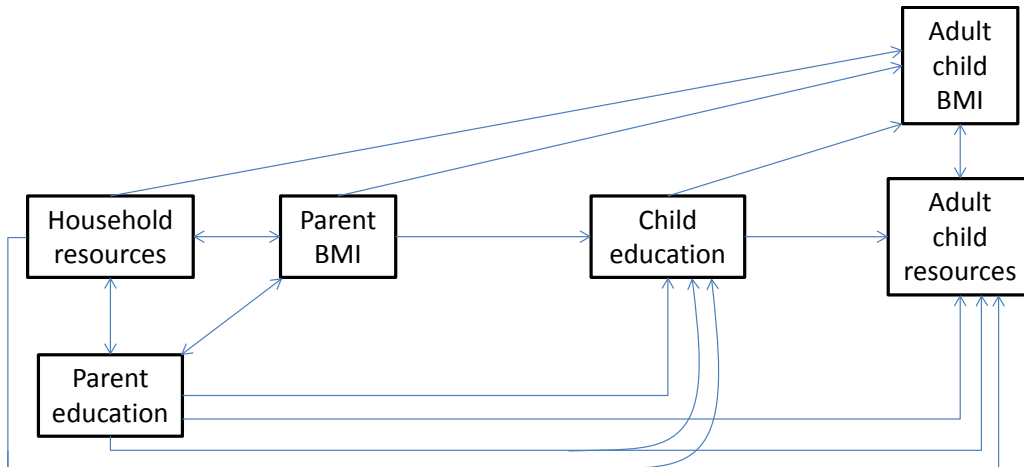 Adult
child
BMI
Household
resources
Parent
BMI
Child
education
Adult
child
resources
Parent
education